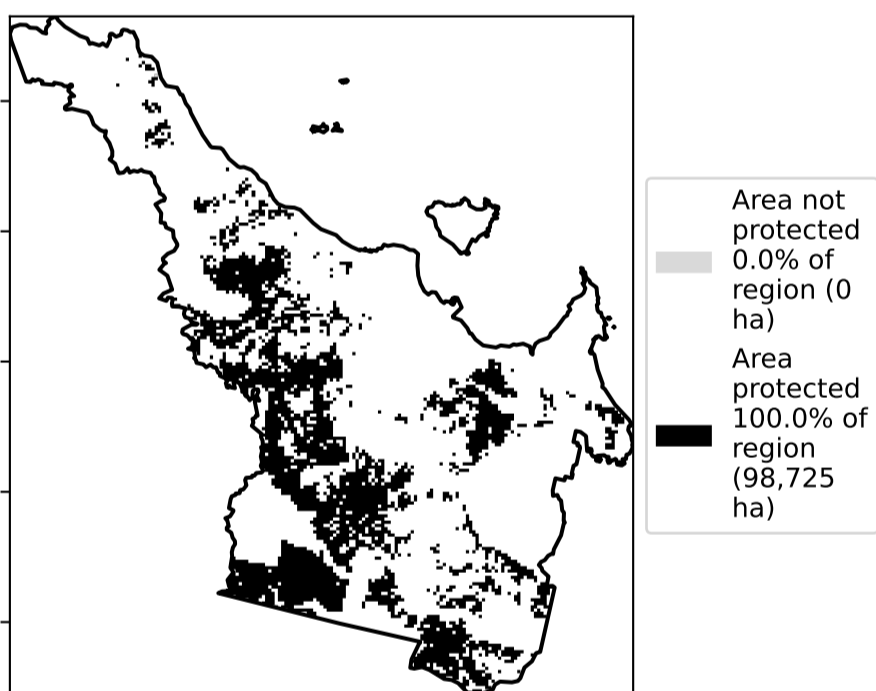 Area not
protected
0.0% of
region (0
ha)
Area
protected
100.0% of
region
(98,725
ha)